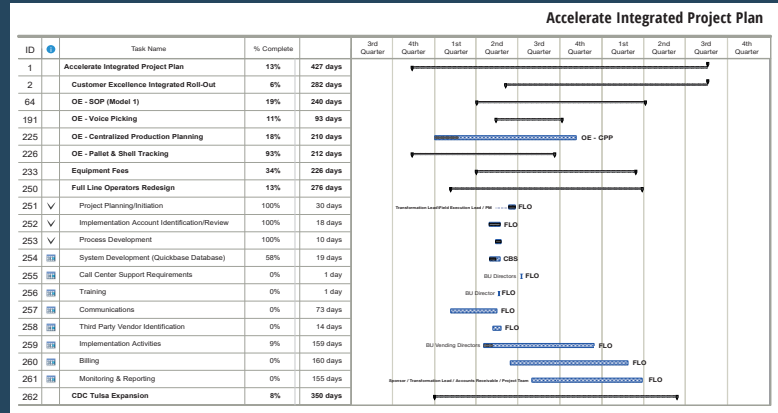 Accelerate Integrated Project Plan
ID Task Name % Complete 3rd Quarter 4th Quarter 1st Quarter 2nd Quarter 3rd Quarter 4th Quarter 1st Quarter 2nd Quarter 3rd Quarter 4th Quarter
1 Accelerate Integrated Project Plan 13% 427 days
2 Customer Excellence Integrated Roll-Out 6% 282 days
64 OE - SOP (Model 1) 19% 240 days
191 OE - Voice Picking 11% 93 days
225 OE - Centralized Production Planning 18% 210 days OE - CPP
226 OE - Pallet & Shell Tracking 93% 212 days
233 Equipment Fees 34% 226 days
250 Full Line Operators Redesign 13% 276 days
251 Project Planning/Initiation 100% 30 days Transformation Lead/Field Execution Lead / PM FLO
252 Implementation Account Identification/Review 100% 18 days FLO
253 Process Development 100% 10 days
254 System Development (Quickbase Database) 58% 19 days CBS
255 Call Center Support Requirements 0% 1 day BU Directors FLO
256 Training 0% 1 day BU Director FLO
257 Communications 0% 73 days FLO
258 Third Party Vendor Identification 0% 14 days FLO
259 Implementation Activities 9% 159 days BU Vending Directors FLO
260 Billing 0% 160 days FLO
261 Monitoring & Reporting 0% 155 days Sponsor / Transformation Lead / Accounts Receivable / Project Team FLO
262 CDC Tulsa Expansion 8% 350 days